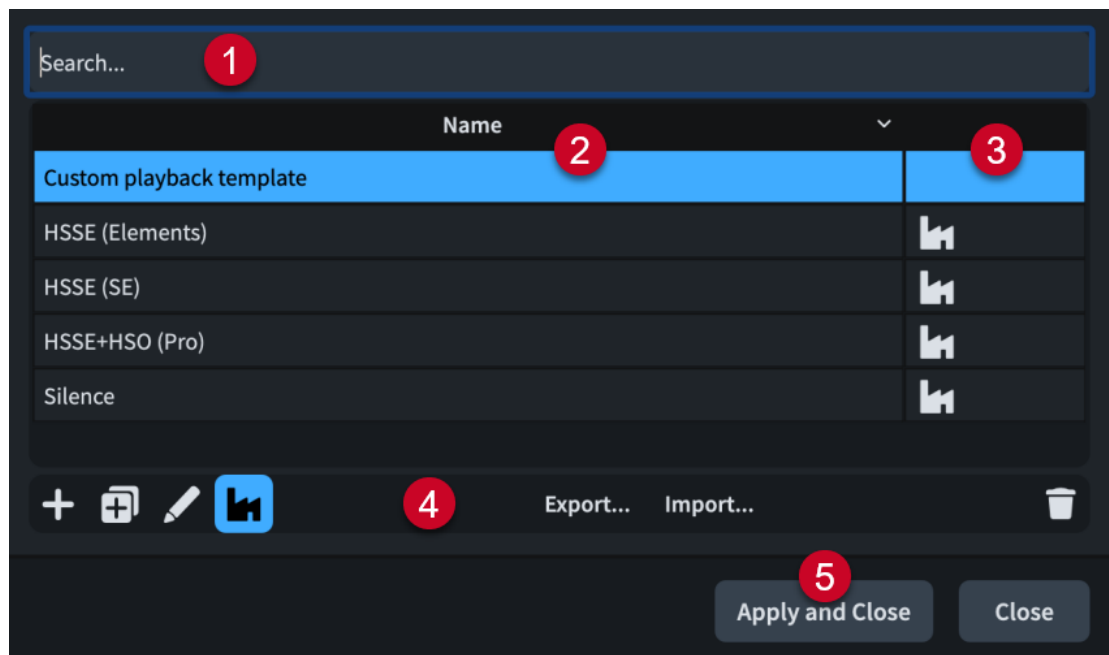 Search... 1
Name
2 3
Custom playback template
HSSE (Elements)
HSSE (SE)
HSSE+HSO (Pro)
Silence
4 Export... Import...
5
Apply and Close Close